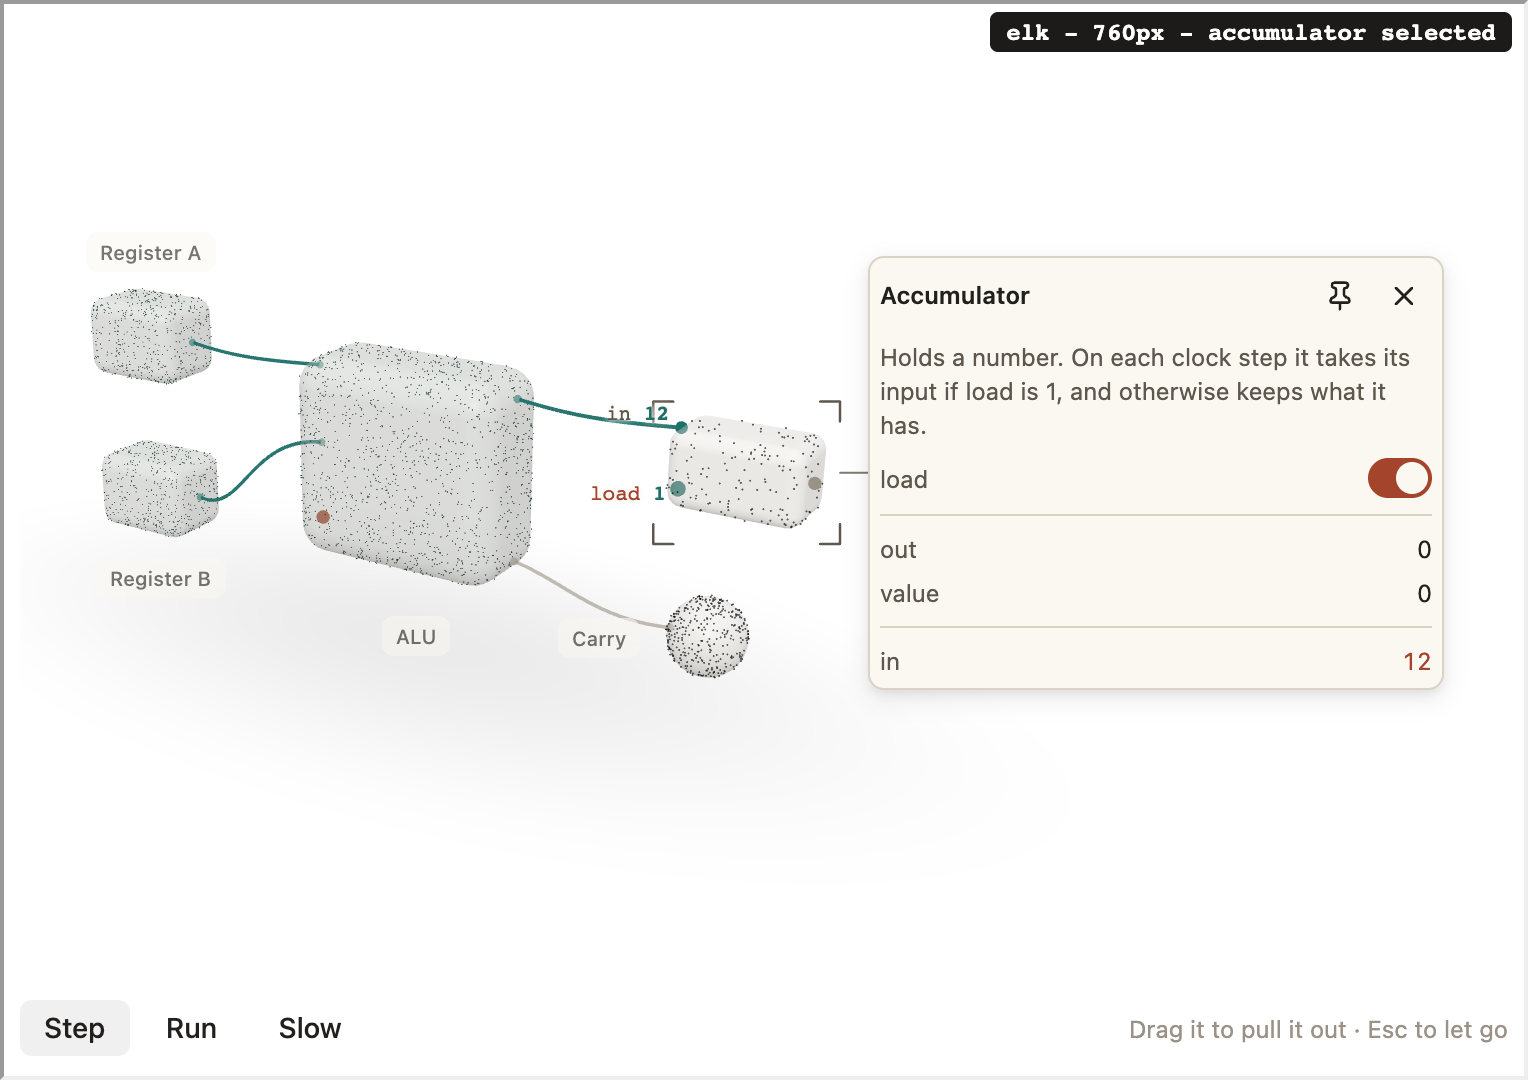 elk – 760px – accumulator selected
Register A
Accumulator
Holds a number. On each clock step it takes its
input if load is 1, and otherwise keeps what it
has.
in 12
load 1
load
out 0
value 0
in 12
Register B
ALU
Carry
Step Run Slow
Drag it to pull it out · Esc to let go